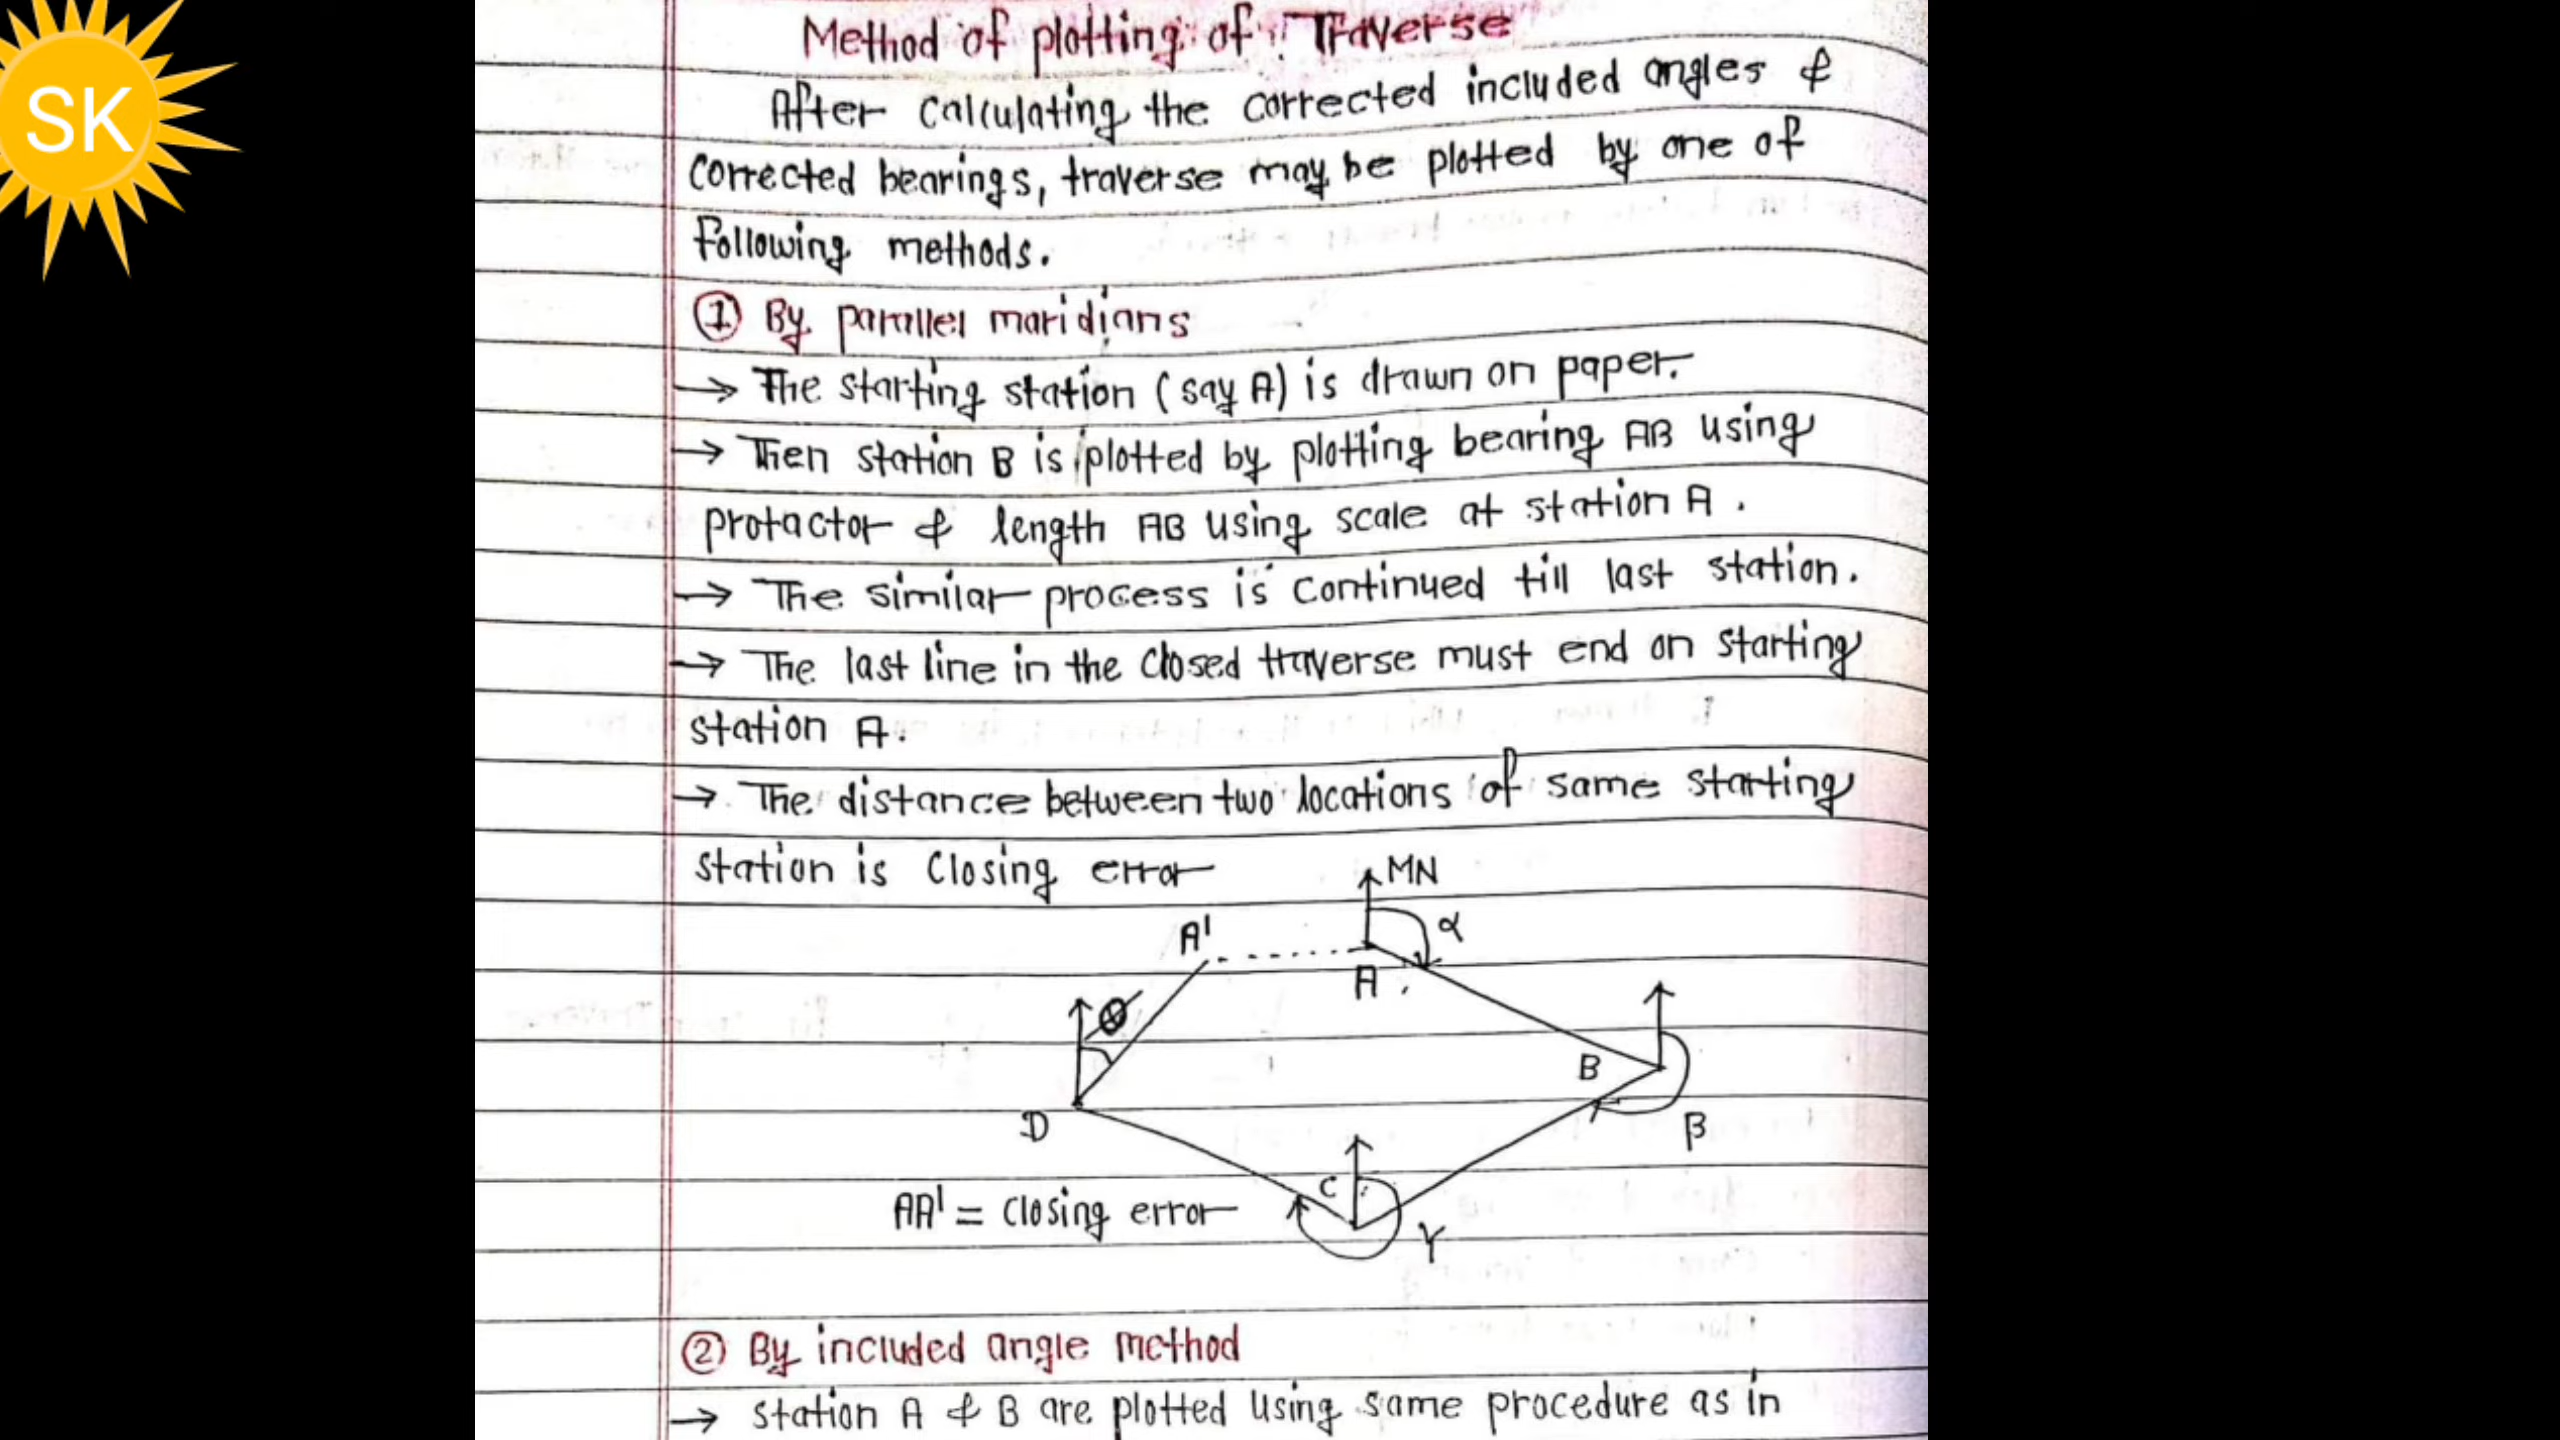 SK
Method of plotting of Traverse
After calculating the corrected included angles &
corrected bearings, traverse may be plotted by one of
following methods.
① By parallel maridians
→ The starting station (say A) is drawn on paper.
→ Then station B is plotted by plotting bearing AB using
protactor & length AB using scale at station A.
→ The similar process is continued till last station.
→ The last line in the closed traverse must end on starting
station A.
→ The distance between two locations of same starting
station is closing error
MN
A' α
A
θ
B
D β
C
AA' = closing error
γ
② By included angle method
→ station A & B are plotted using same procedure as in